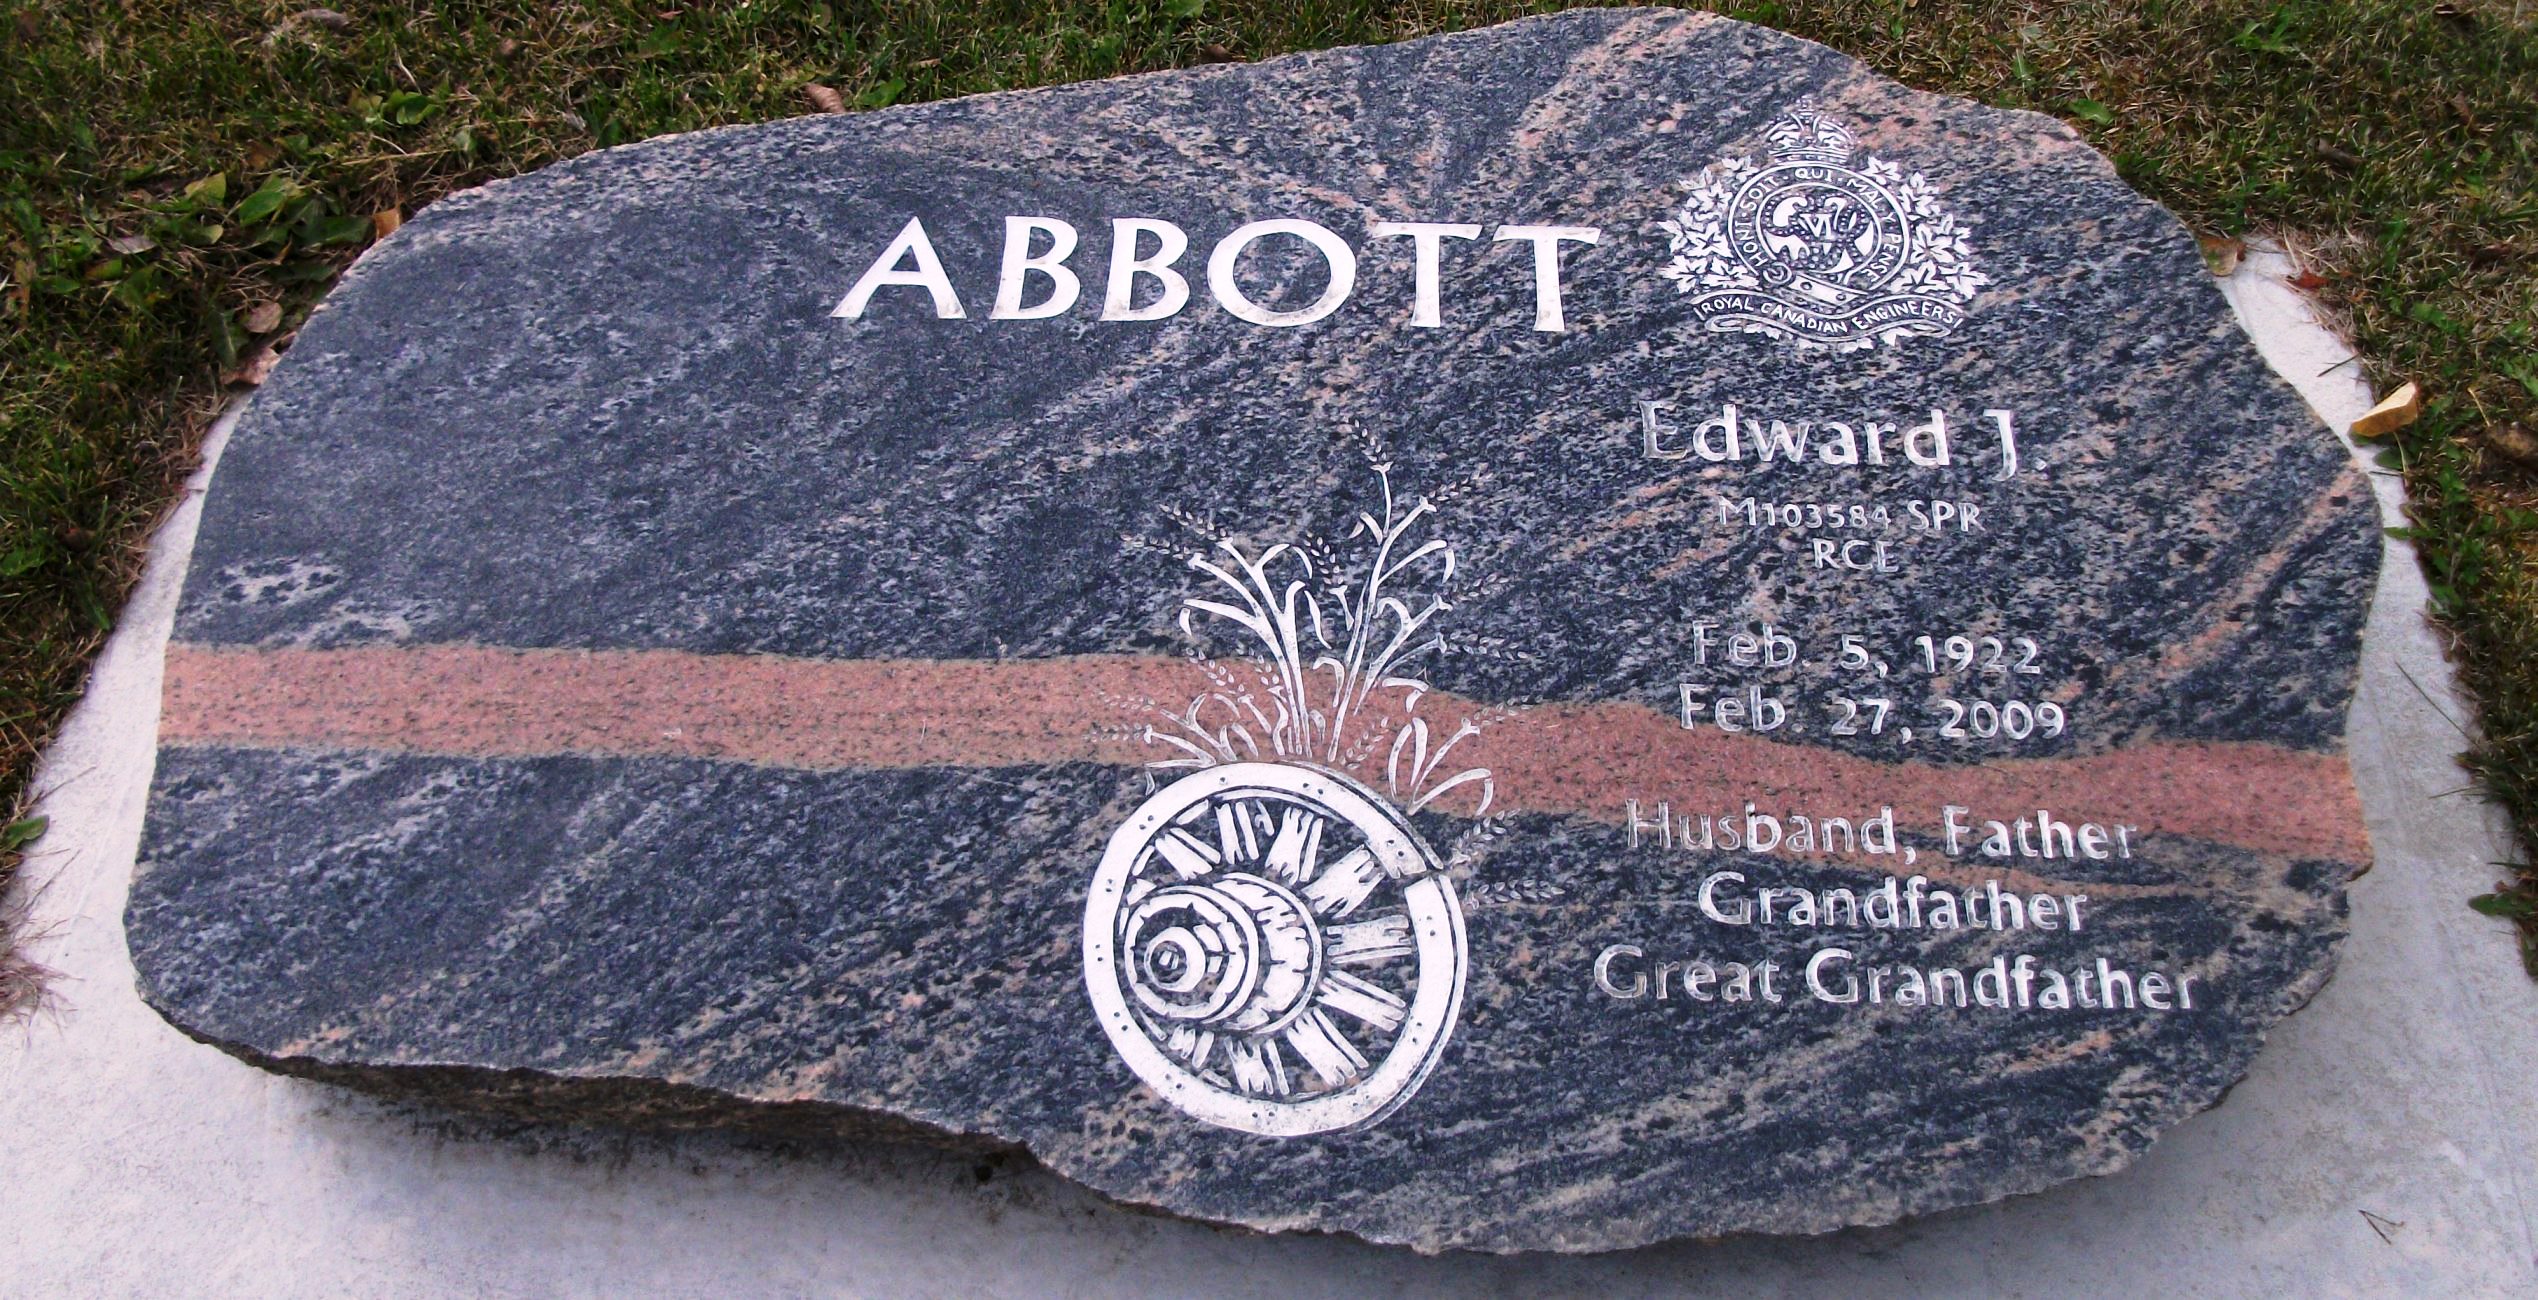 ABBOTT
HONI · SOIT · QUI · MAL Y PENSE
VI
ROYAL CANADIAN ENGINEERS
Edward J.
M103584 SPR
RCE
Feb. 5, 1922
Feb. 27, 2009
Husband, Father
Grandfather
Great Grandfather